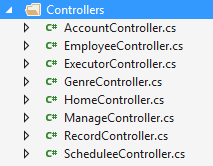 Controllers
C# AccountController.cs
C# EmployeeController.cs
C# ExecutorController.cs
C# GenreController.cs
C# HomeController.cs
C# ManageController.cs
C# RecordController.cs
C# ScheduleeController.cs